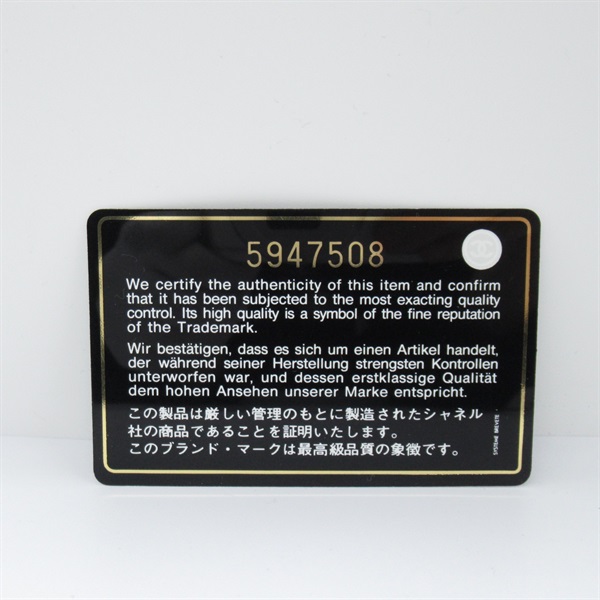 5947508
We certify the authenticity of this item and confirm
that it has been subjected to the most exacting quality
control. Its high quality is a symbol of the fine reputation
of the Trademark.
Wir bestätigen, dass es sich um einen Artikel handelt,
der während seiner Herstellung strengsten Kontrollen
unterworfen war, und dessen erstklassige Qualität
dem hohen Ansehen unserer Marke entspricht.
この製品は厳しい管理のもとに製造されたシャネル
社の商品であることを証明いたします。
このブランド・マークは最高級品質の象徴です。
SYSTEME BREVETE